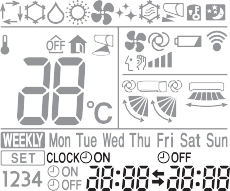 OFF
88 °C
WEEKLY Mon Tue Wed Thu Fri Sat Sun
SET CLOCK ON OFF
1234 ON 88:88 88:88
OFF